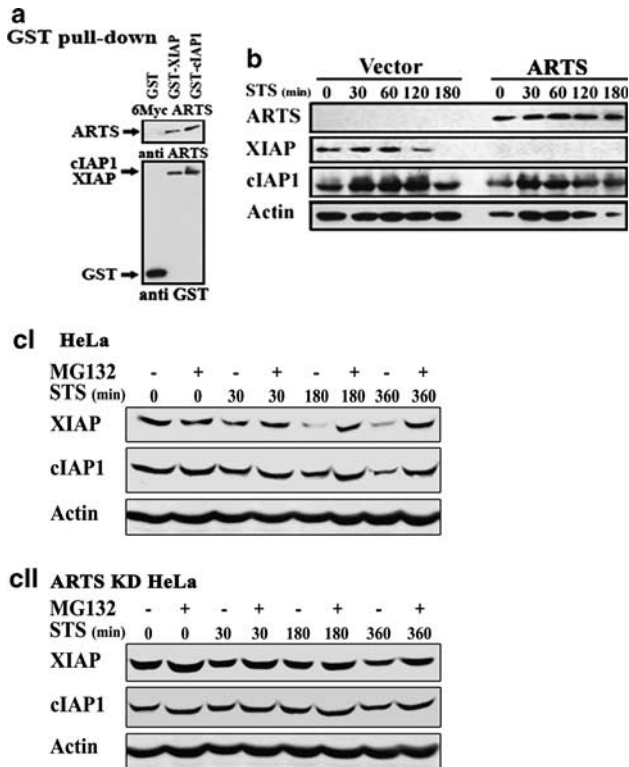 a
GST pull-down
GST
GST-XIAP
GST-cIAP1
6Myc ARTS
ARTS
anti ARTS
cIAP1
XIAP
GST
anti GST
b
Vector ARTS
STS (min) 0 30 60 120 180 0 30 60 120 180
ARTS
XIAP
cIAP1
Actin
cI HeLa
MG132 - + - + - + - +
STS (min) 0 0 30 30 180 180 360 360
XIAP
cIAP1
Actin
cII ARTS KD HeLa
MG132 - + - + - + - +
STS (min) 0 0 30 30 180 180 360 360
XIAP
cIAP1
Actin